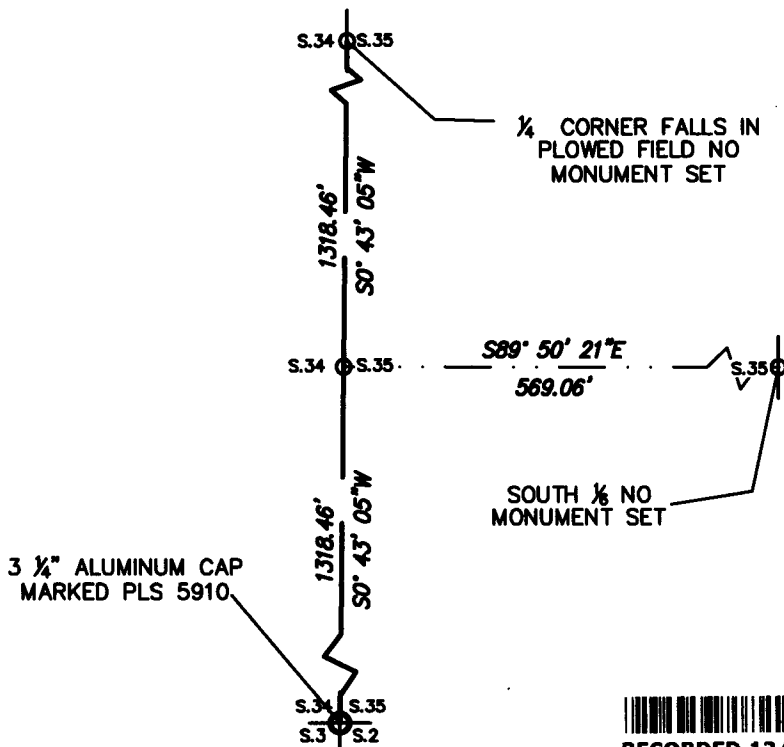 S.34 S.35
¼ CORNER FALLS IN
PLOWED FIELD NO
MONUMENT SET
1318.46'
S0° 43' 05"W
S.34 S.35
S89° 50' 21"E
569.06'
S.35
SOUTH ⅙ NO
MONUMENT SET
1318.46'
S0° 43' 05"W
3 ¼" ALUMINUM CAP
MARKED PLS 5910
S.34 S.35
S.3 S.2